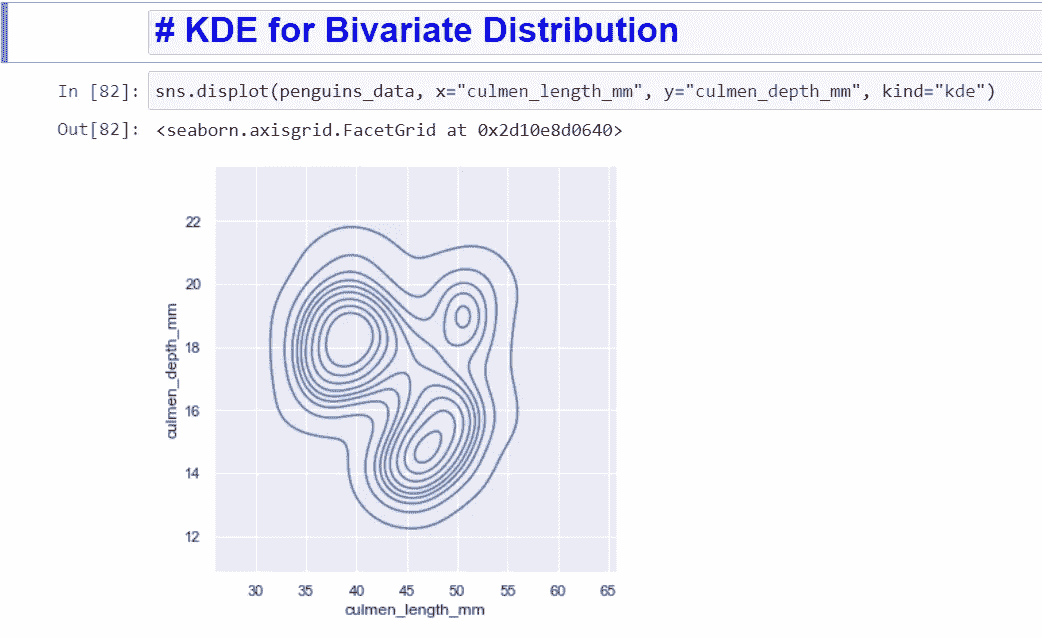 # KDE for Bivariate Distribution
In [82]: sns.displot(penguins_data, x="culmen_length_mm", y="culmen_depth_mm", kind="kde")
Out[82]: <seaborn.axisgrid.FacetGrid at 0x2d10e8d0640>
22
20
18
16
14
12
culmen_depth_mm
30 35 40 45 50 55 60 65
culmen_length_mm